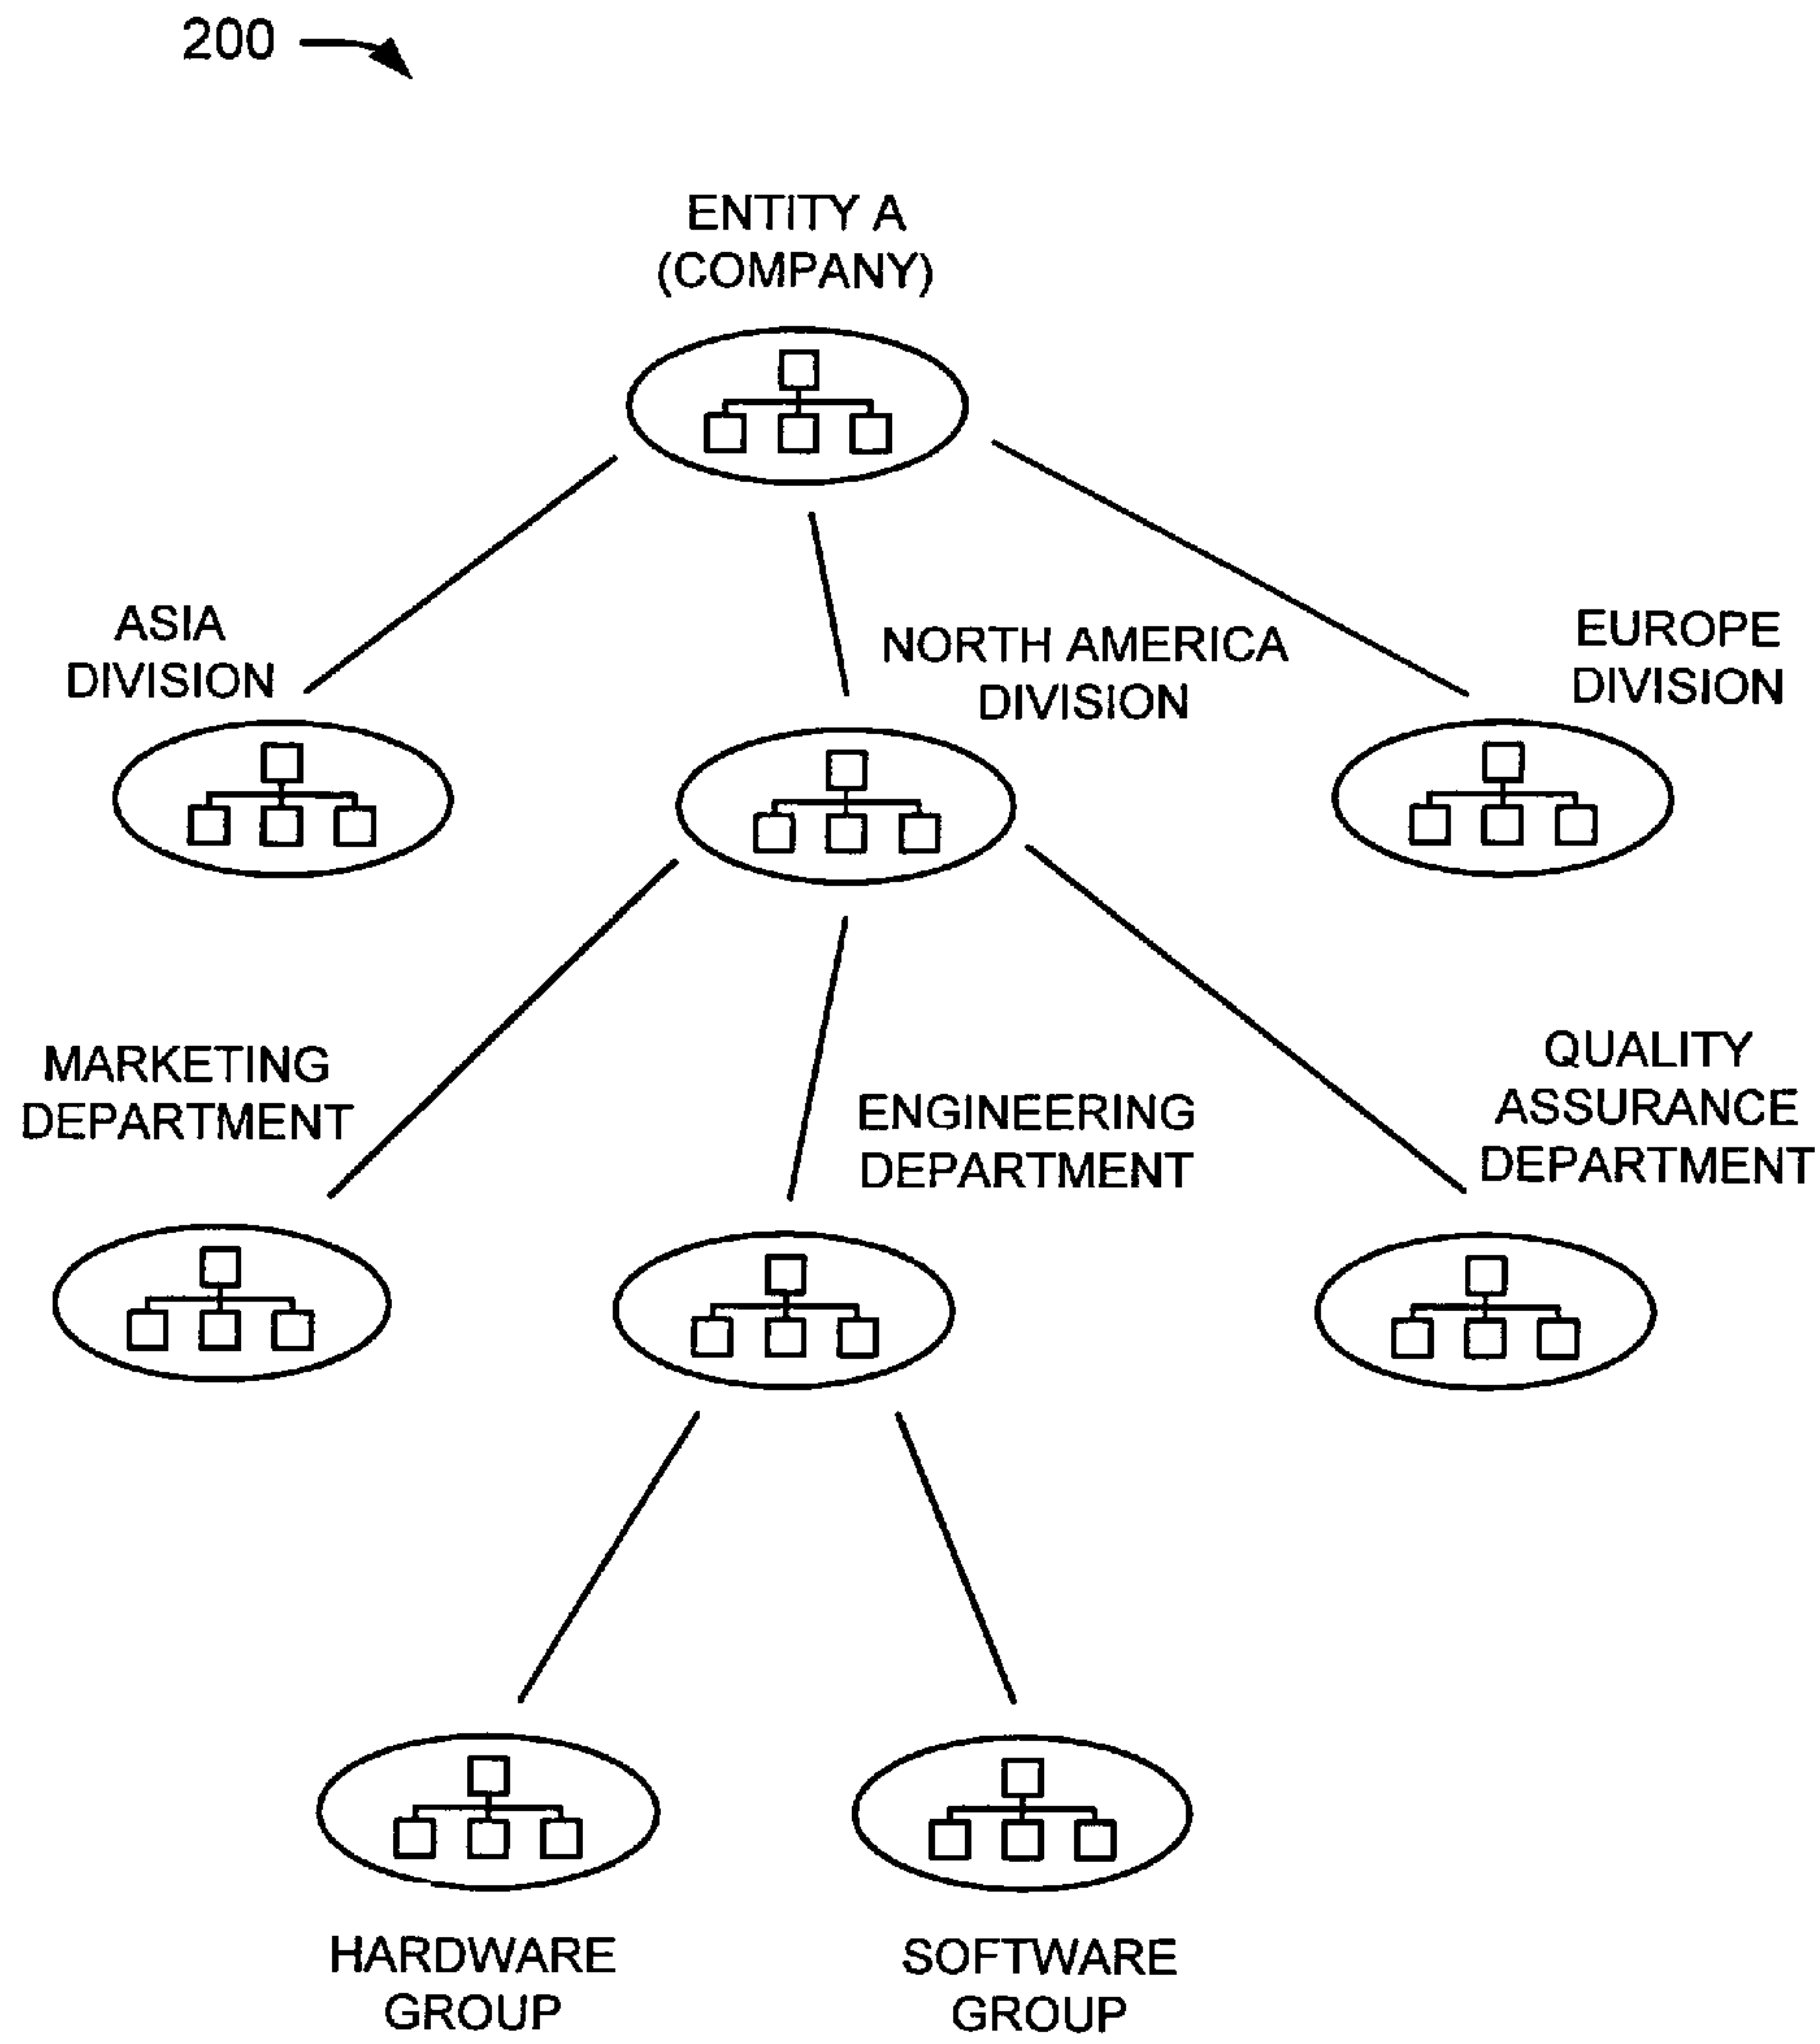 200
ENTITY A
(COMPANY)
ASIA
DIVISION
NORTH AMERICA
DIVISION
EUROPE
DIVISION
MARKETING
DEPARTMENT
ENGINEERING
DEPARTMENT
QUALITY
ASSURANCE
DEPARTMENT
HARDWARE
GROUP
SOFTWARE
GROUP